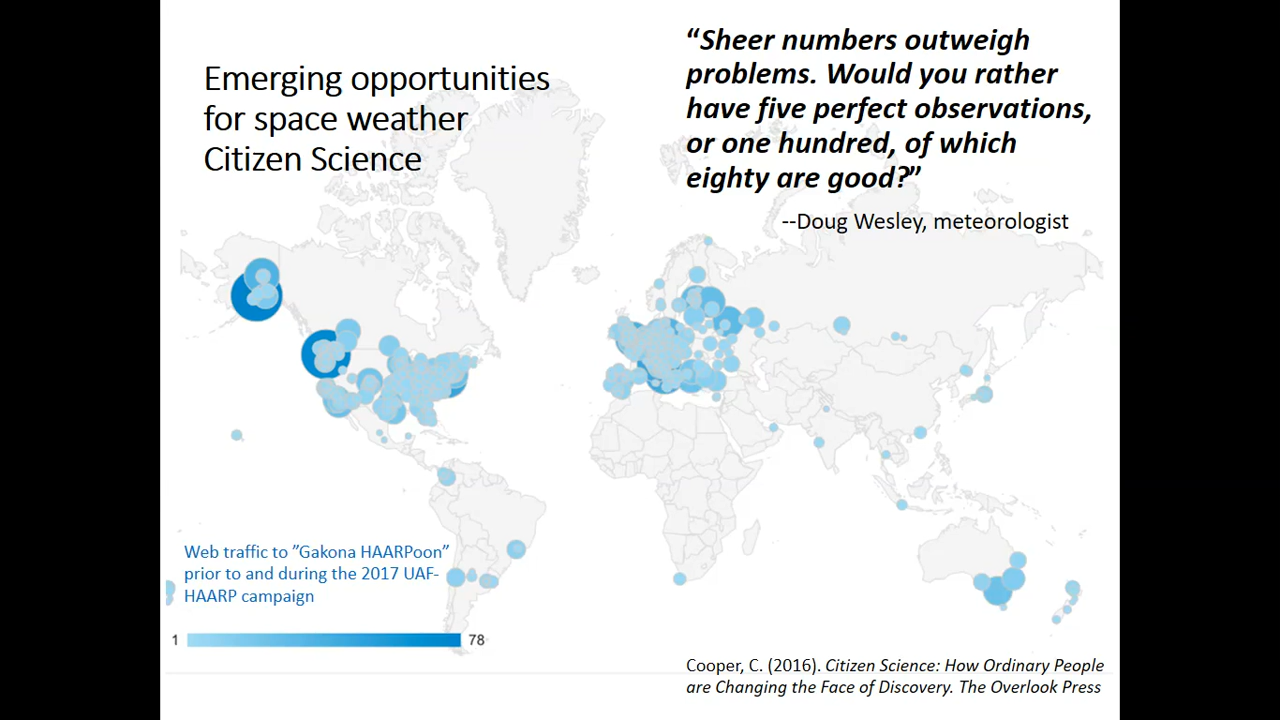 Emerging opportunities
for space weather
Citizen Science
“Sheer numbers outweigh
problems. Would you rather
have five perfect observations,
or one hundred, of which
eighty are good?”
--Doug Wesley, meteorologist
Web traffic to ”Gakona HAARPoon”
prior to and during the 2017 UAF-
HAARP campaign
1 78
Cooper, C. (2016). Citizen Science: How Ordinary People
are Changing the Face of Discovery. The Overlook Press